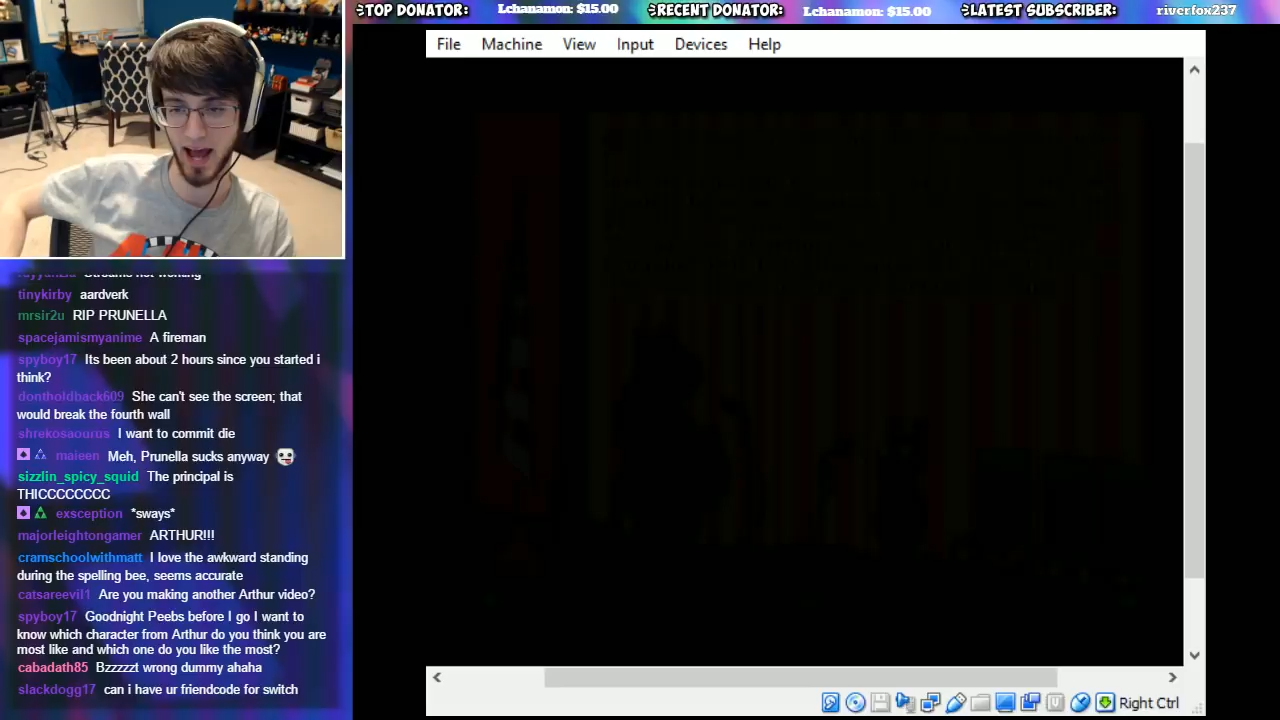 TOP DONATOR: Lchanamon: $15.00 RECENT DONATOR: Lchanamon: $15.00 LATEST SUBSCRIBER: riverfox237
File Machine View Input Devices Help
tinykirby aardverk
mrsir2u RIP PRUNELLA
spacejamismyanime A fireman
spyboy17 Its been about 2 hours since you started i
think?
dontholdback609 She can't see the screen; that
would break the fourth wall
shrekosaourus I want to commit die
maieen Meh, Prunella sucks anyway
sizzlin_spicy_squid The principal is
THICCCCCCCC
exsception *sways*
majorleightongamer ARTHUR!!!
cramschoolwithmatt I love the awkward standing
during the spelling bee, seems accurate
catsareevil1 Are you making another Arthur video?
spyboy17 Goodnight Peebs before I go I want to
know which character from Arthur do you think you are
most like and which one do you like the most?
cabadath85 Bzzzzzt wrong dummy ahaha
slackdogg17 can i have ur friendcode for switch
Right Ctrl